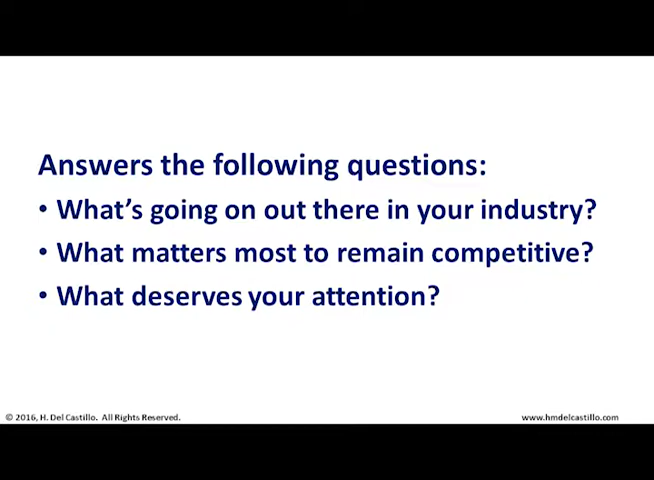 Answers the following questions:
• What's going on out there in your industry?
• What matters most to remain competitive?
• What deserves your attention?
© 2016, H. Del Castillo. All Rights Reserved.
www.hmdelcastillo.com